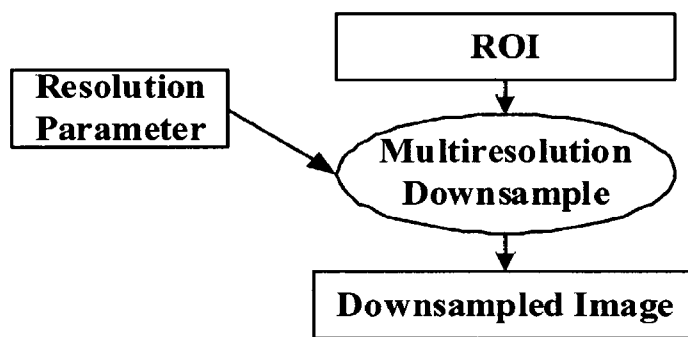 ROI
Resolution
Parameter
Multiresolution
Downsample
Downsampled Image